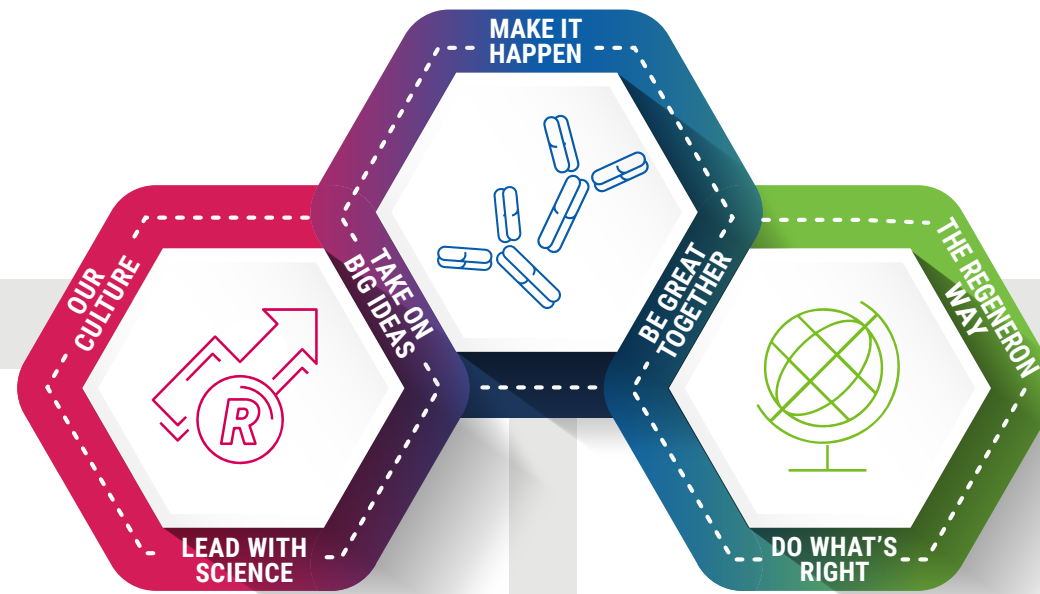 MAKE IT
HAPPEN
OUR
CULTURE
TAKE ON
BIG IDEAS
BE GREAT
TOGETHER
THE REGENERON
WAY
R
LEAD WITH
SCIENCE
DO WHAT'S
RIGHT